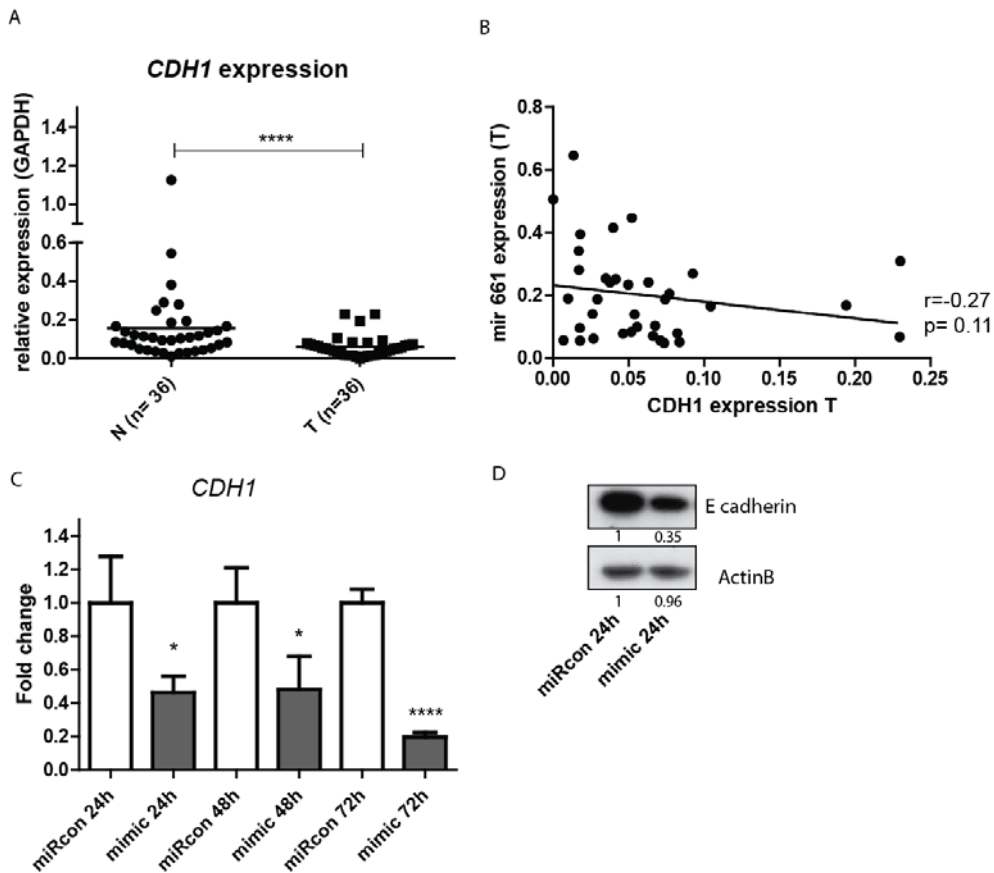 A
CDH1 expression
relative expression (GAPDH)
1.4
1.2
1.0
0.6
0.4
0.2
0.0
****
N (n= 36)
T (n=36)
B
mir 661 expression (T)
0.8
0.6
0.4
0.2
0.0
0.00
0.05
0.10
0.15
0.20
0.25
CDH1 expression T
r=-0.27
p= 0.11
C
CDH1
Fold change
1.4
1.2
1.0
0.8
0.6
0.4
0.2
0.0
*
*
****
miRcon 24h
mimic 24h
miRcon 48h
mimic 48h
miRcon 72h
mimic 72h
D
E cadherin
1 0.35
ActinB
1 0.96
miRcon 24h
mimic 24h